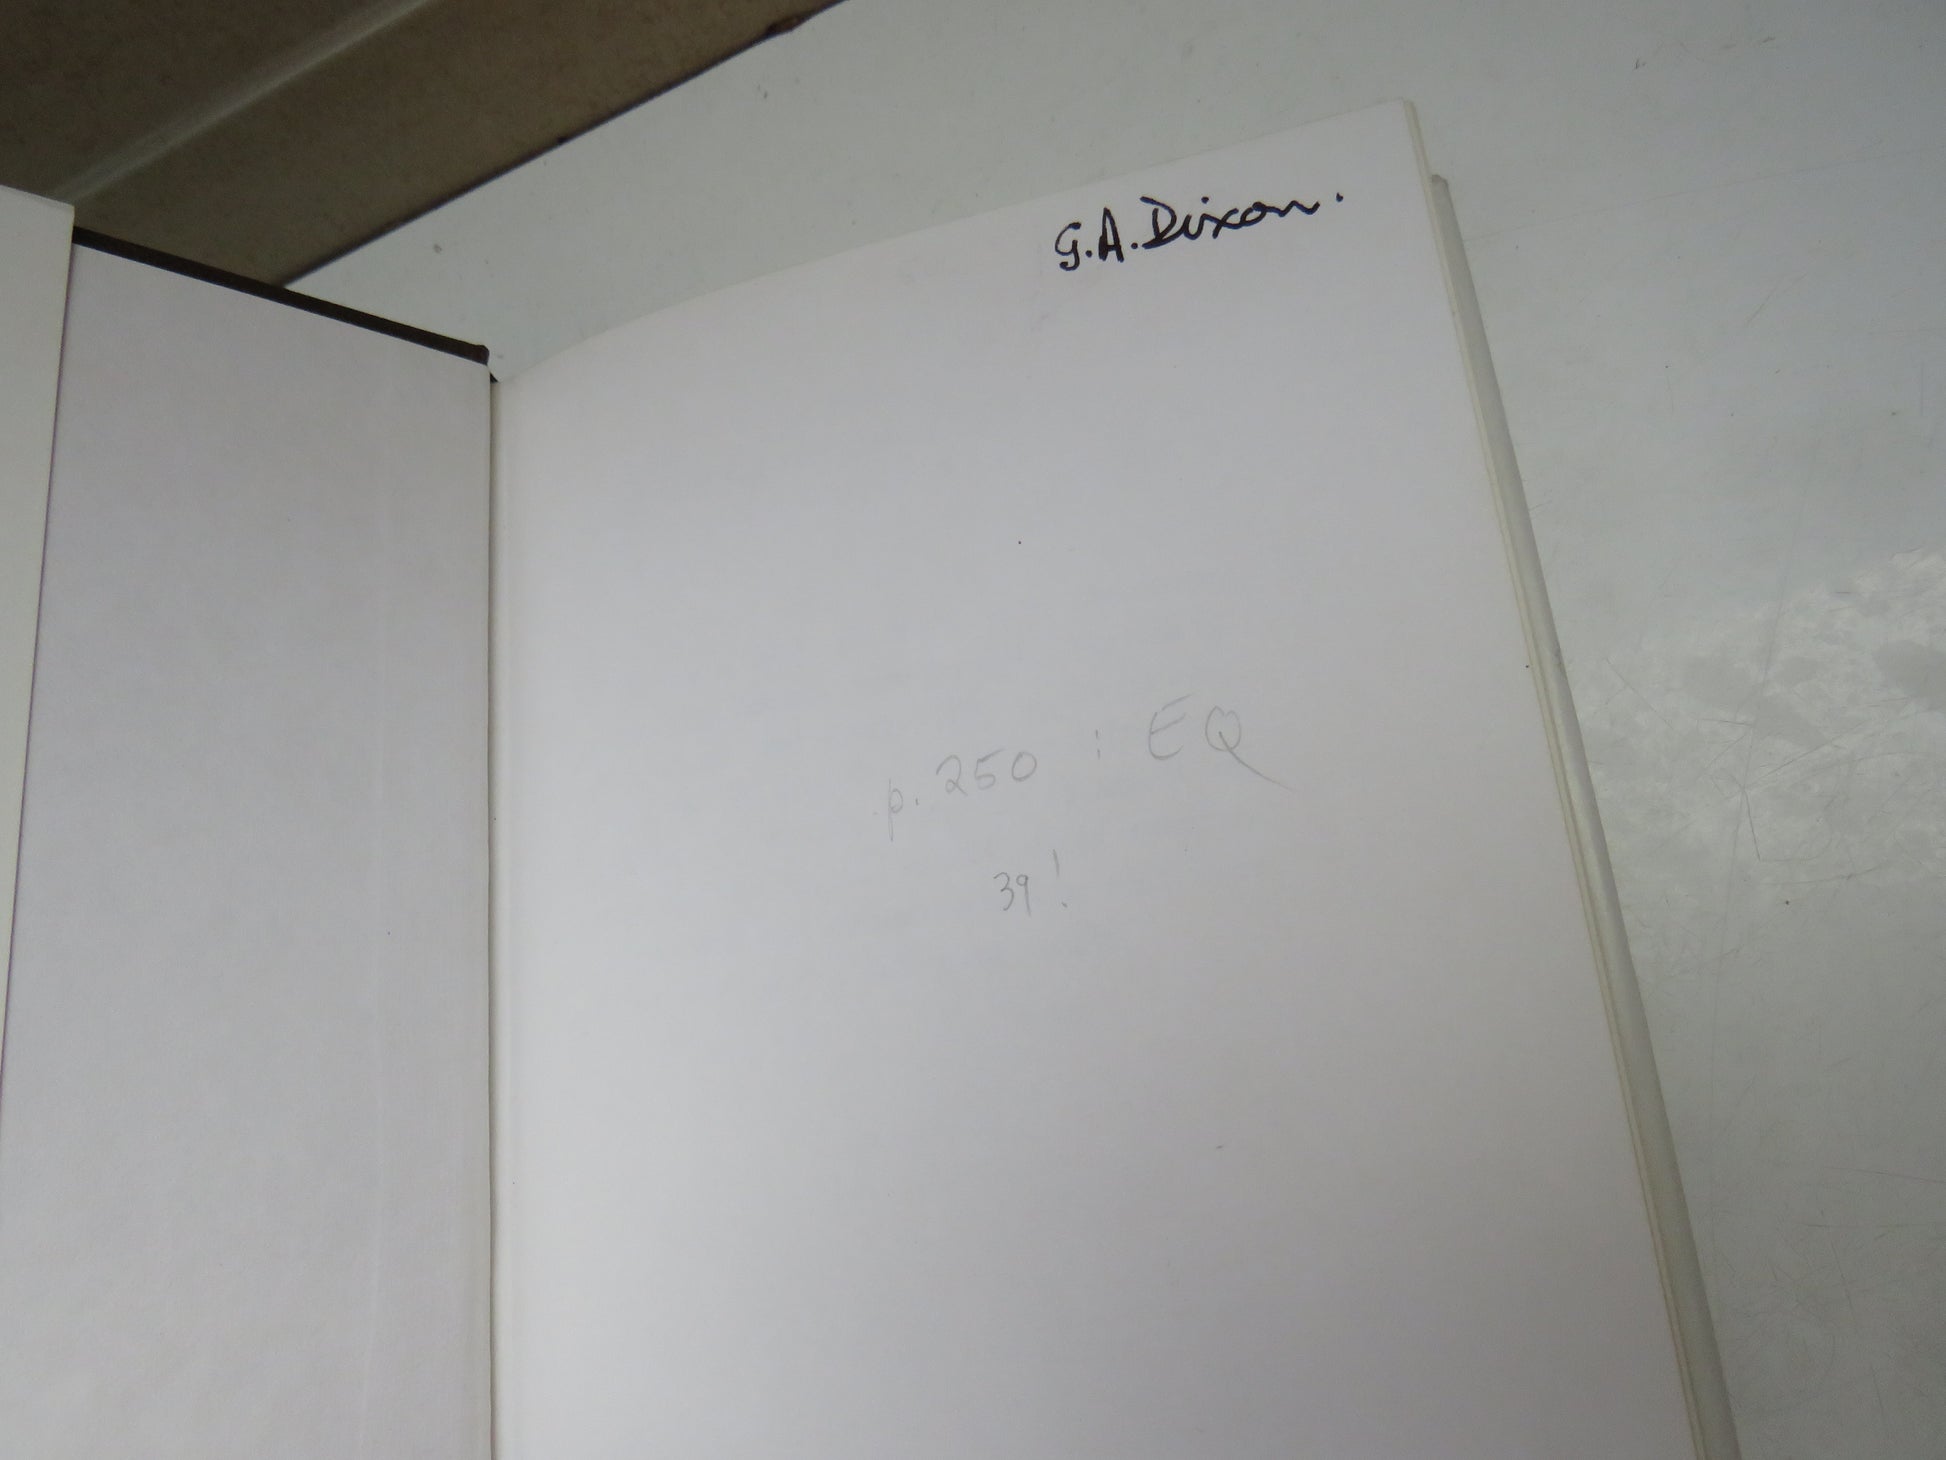 G.A. Dixon.
p. 250 : EQ
39!